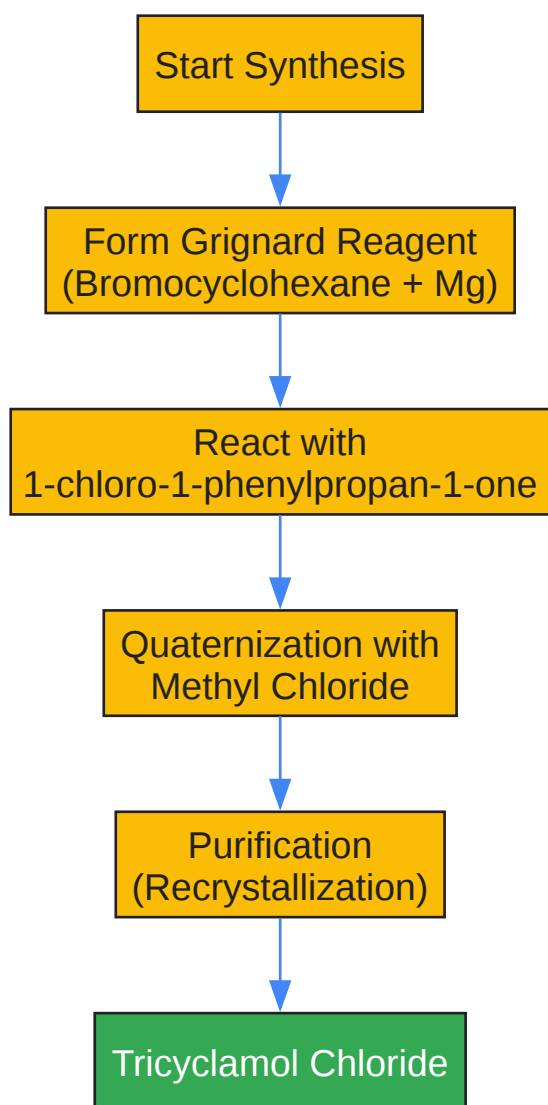 Start Synthesis
Form Grignard Reagent
(Bromocyclohexane + Mg)
React with
1-chloro-1-phenylpropan-1-one
Quaternization with
Methyl Chloride
Purification
(Recrystallization)
Tricyclamol Chloride